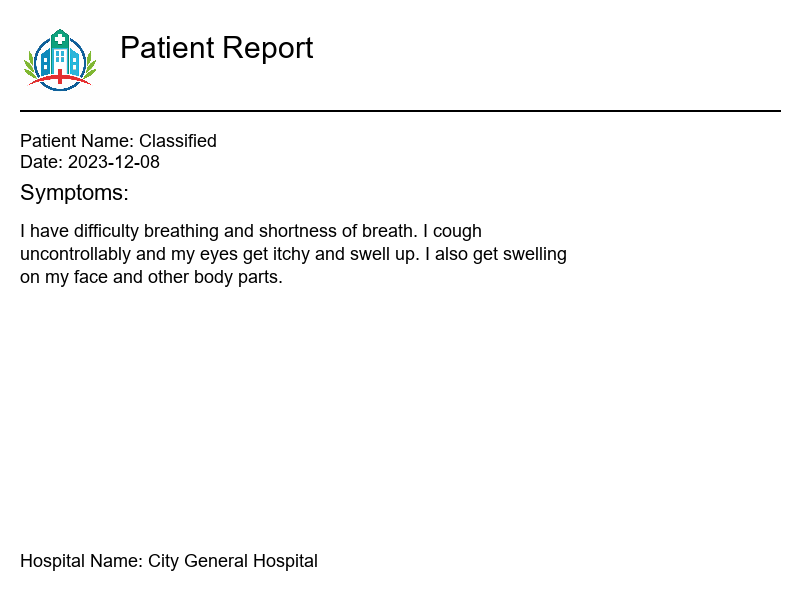 Patient Report
Patient Name: Classified
Date: 2023-12-08
Symptoms:
I have difficulty breathing and shortness of breath. I cough
uncontrollably and my eyes get itchy and swell up. I also get swelling
on my face and other body parts.
Hospital Name: City General Hospital